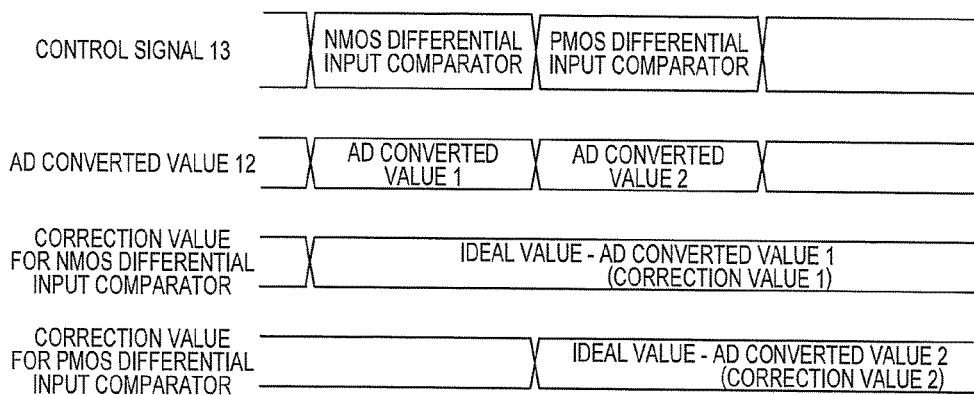 CONTROL SIGNAL 13
NMOS DIFFERENTIAL
INPUT COMPARATOR
PMOS DIFFERENTIAL
INPUT COMPARATOR
AD CONVERTED VALUE 12
AD CONVERTED
VALUE 1
AD CONVERTED
VALUE 2
CORRECTION VALUE
FOR NMOS DIFFERENTIAL
INPUT COMPARATOR
IDEAL VALUE - AD CONVERTED VALUE 1
(CORRECTION VALUE 1)
CORRECTION VALUE
FOR PMOS DIFFERENTIAL
INPUT COMPARATOR
IDEAL VALUE - AD CONVERTED VALUE 2
(CORRECTION VALUE 2)